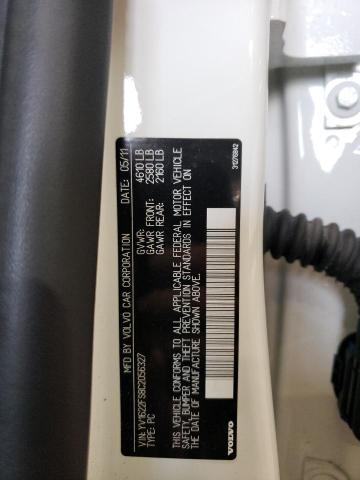 MFD BY VOLVO CAR CORPORATION DATE: 05/11
GVWR: 4610 LB
GAWR FRONT: 2580 LB
GAWR REAR: 2160 LB
VIN: YV1622FS8C2056327
TYPE: PC
THIS VEHICLE CONFORMS TO ALL APPLICABLE FEDERAL MOTOR VEHICLE
SAFETY, BUMPER AND THEFT PREVENTION STANDARDS IN EFFECT ON
THE DATE OF MANUFACTURE SHOWN ABOVE.
VOLVO
31276842